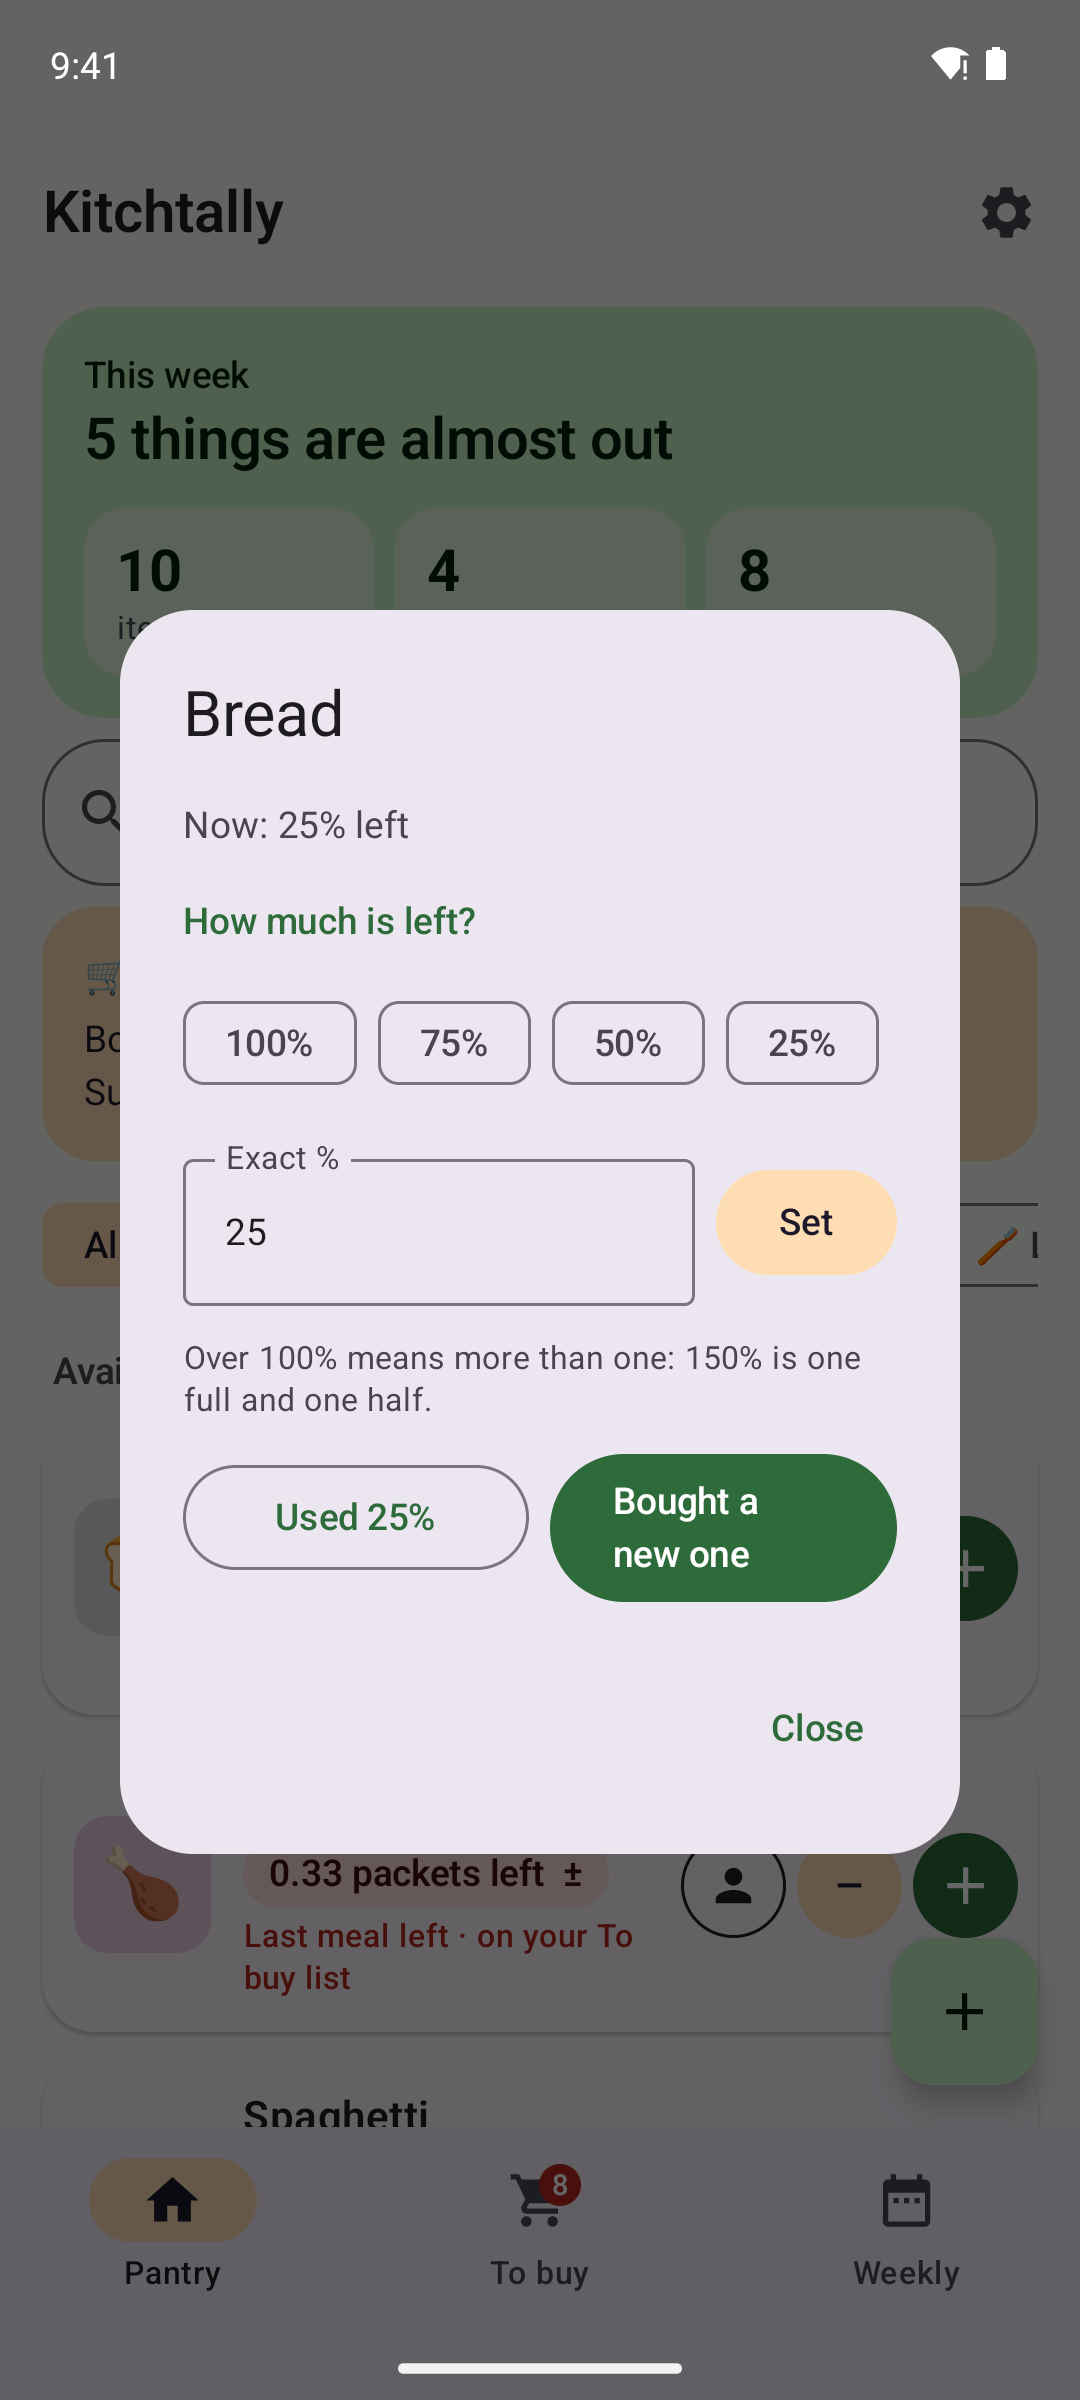 9:41
Kitchtally
This week
5 things are almost out
10
4
8
Bread
Now: 25% left
How much is left?
100%
75%
50%
25%
Exact %
25
Set
Over 100% means more than one: 150% is one
full and one half.
Used 25%
Bought a
new one
Close
0.33 packets left ±
Last meal left · on your To
buy list
Spaghetti
8
Pantry
To buy
Weekly